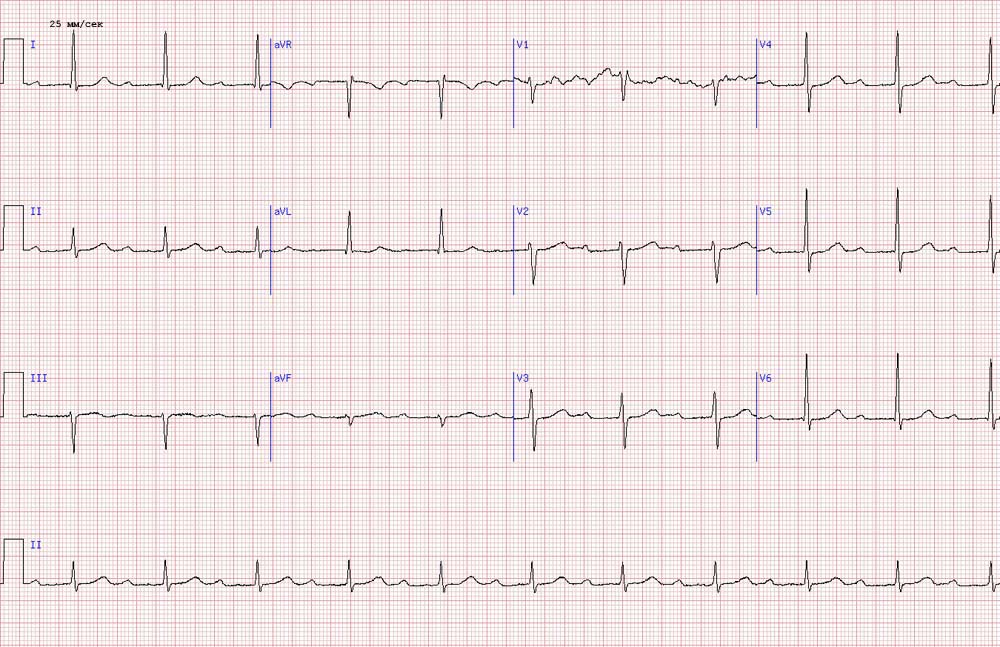 25 мм/сек
I aVR V1 V4
II aVL V2 V5
III aVF V3 V6
II